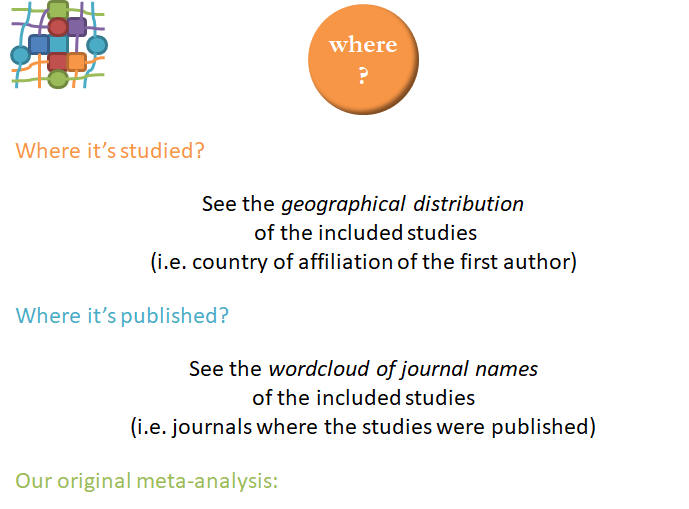 where
?
Where it's studied?
See the geographical distribution
of the included studies
(i.e. country of affiliation of the first author)
Where it's published?
See the wordcloud of journal names
of the included studies
(i.e. journals where the studies were published)
Our original meta-analysis: